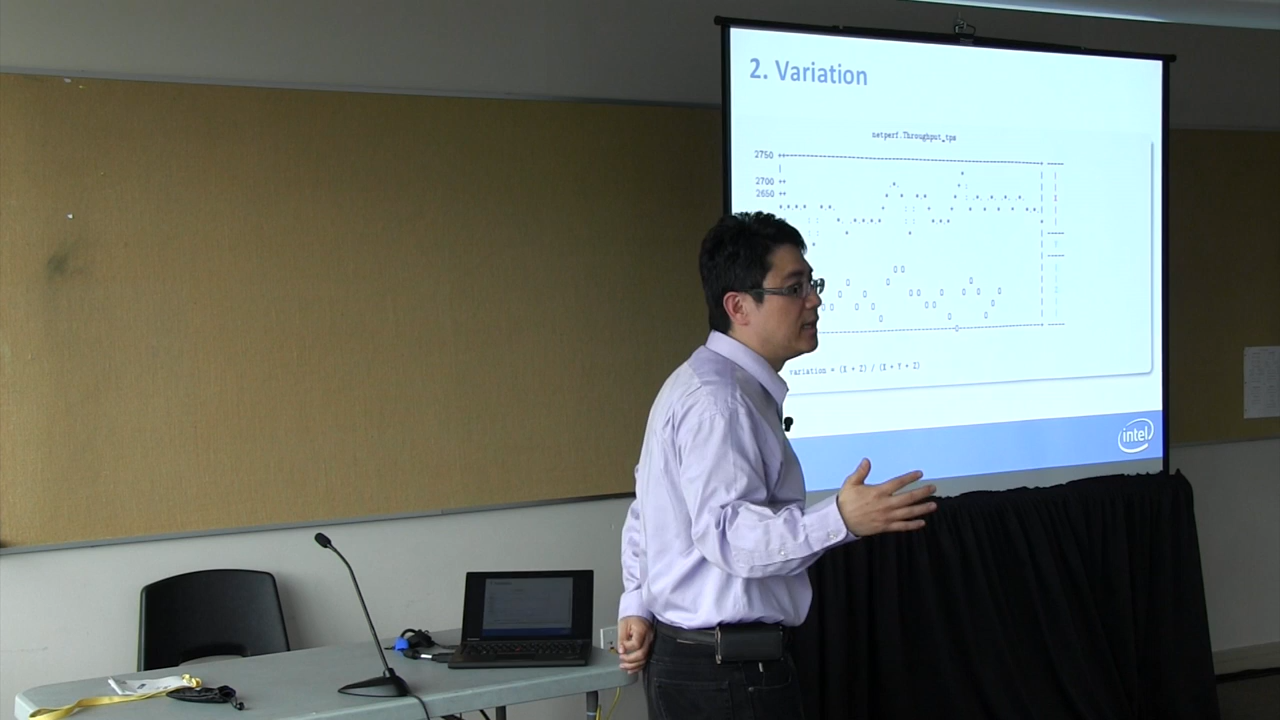 2. Variation
netperf.Throughput_tps
2750
2700
2650
variation = (X + Z) / (X + Y + Z)
intel